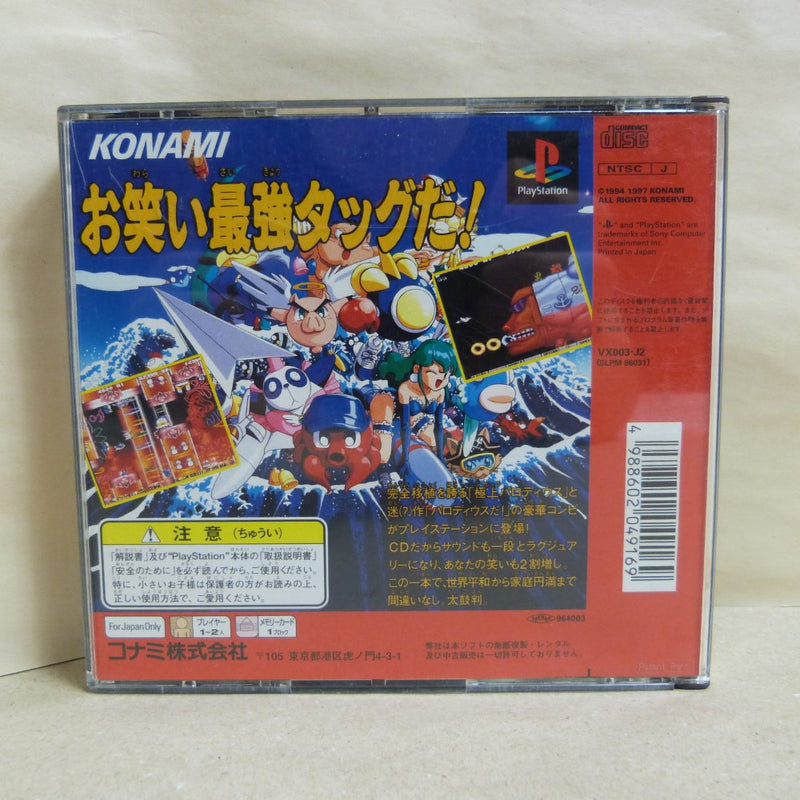 KONAMI
わら さい きょう
お笑い最強タッグだ!
PlayStation
COMPACT
disc
NTSC J
©1994 1997 KONAMI
ALL RIGHTS RESERVED.
" " and "PlayStation" are
trademarks of Sony Computer
Entertainment Inc.
Printed in Japan
VX003-J2
(SLPM 86031)
4 988602 049169
完全移植を誇る「極上パロディウス」と
迷(?)作「パロディウスだ!」の豪華コンビ
がプレイステーションに登場!
CDだからサウンドも一段とラグジュア
リーになり、あなたの笑いも2割増し。
この一本で、世界平和から家庭円満まで
間違いなし。太鼓判。
注意(ちゅうい)
「解説書」及び"PlayStation"本体の「取扱説明書」
「安全のために」を必ず読んでから、ご使用ください。
特に、小さいお子様は保護者の方がお読みの上、
正しい使用方法で、ご愛用ください。
964003
For Japan Only
プレイヤー
1~2人
メモリーカード
1ブロック
コナミ株式会社 〒105 東京都港区虎ノ門4-3-1
弊社は本ソフトの無断複製・レンタル
及び中古販売は一切許可しておりません。